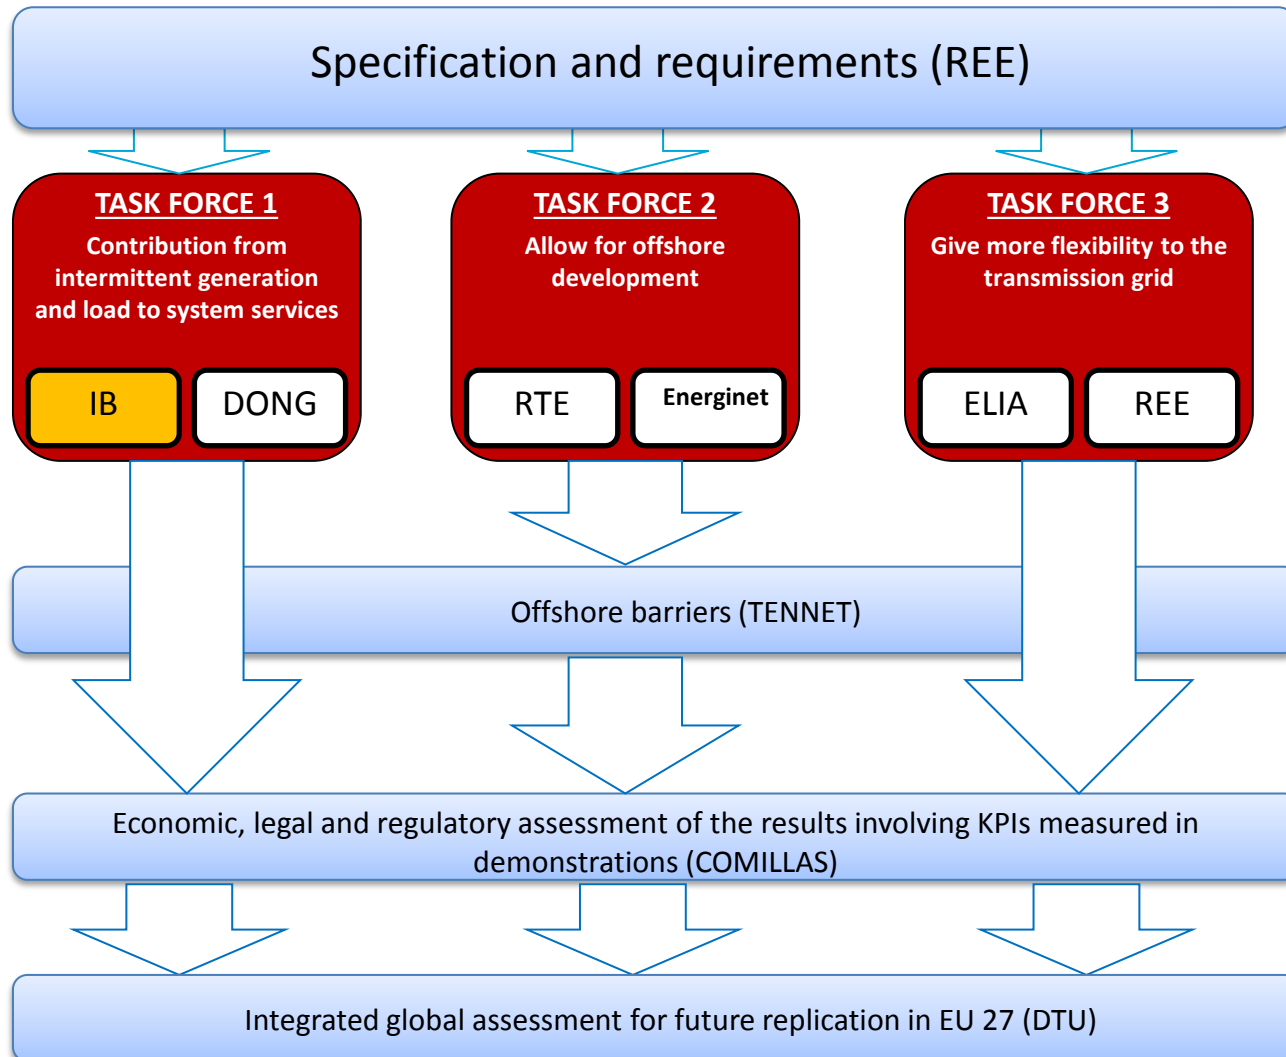 Specification and requirements (REE)
TASK FORCE 1
Contribution from
intermittent generation
and load to system services
IB
DONG
TASK FORCE 2
Allow for offshore
development
RTE
Energinet
TASK FORCE 3
Give more flexibility to the
transmission grid
ELIA
REE
Offshore barriers (TENNET)
Economic, legal and regulatory assessment of the results involving KPIs measured in
demonstrations (COMILLAS)
Integrated global assessment for future replication in EU 27 (DTU)